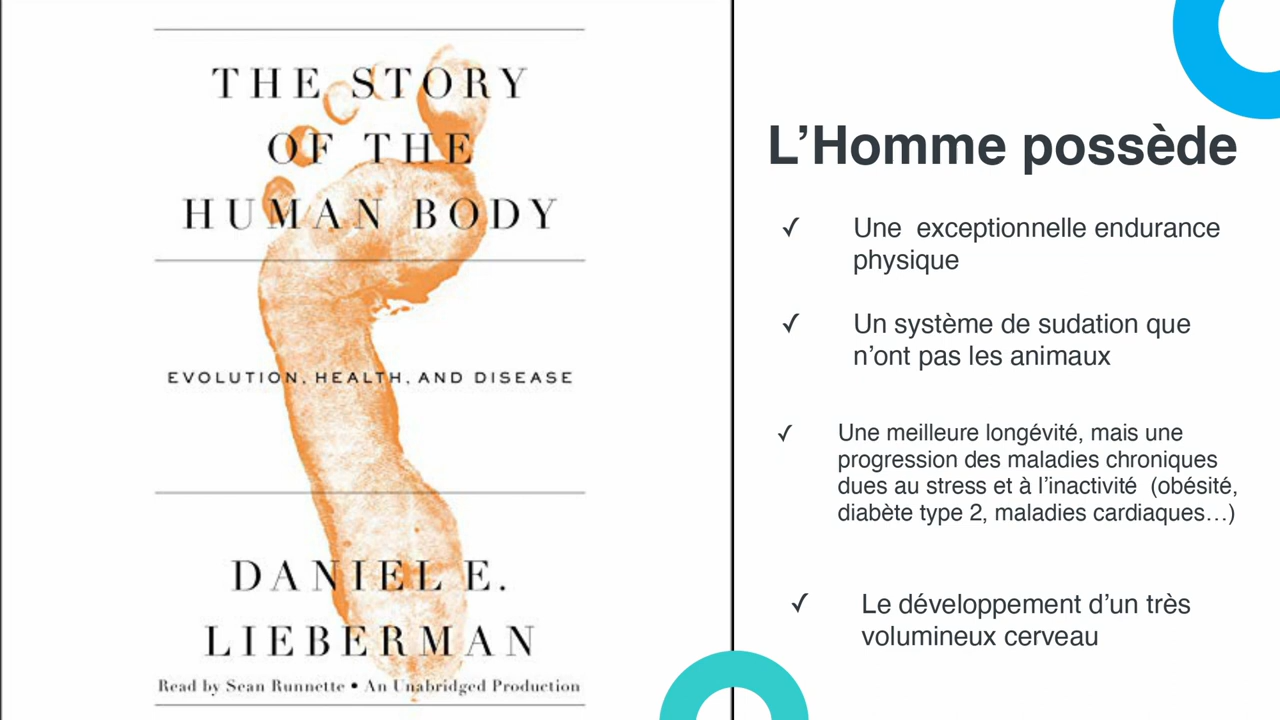 THE STORY
OF THE
HUMAN BODY
EVOLUTION, HEALTH, AND DISEASE
DANIEL E.
LIEBERMAN
Read by Sean Runnette • An Unabridged Production
L’Homme possède
✓ Une exceptionnelle endurance
physique
✓ Un système de sudation que
n’ont pas les animaux
✓ Une meilleure longévité, mais une
progression des maladies chroniques
dues au stress et à l’inactivité (obésité,
diabète type 2, maladies cardiaques…)
✓ Le développement d’un très
volumineux cerveau